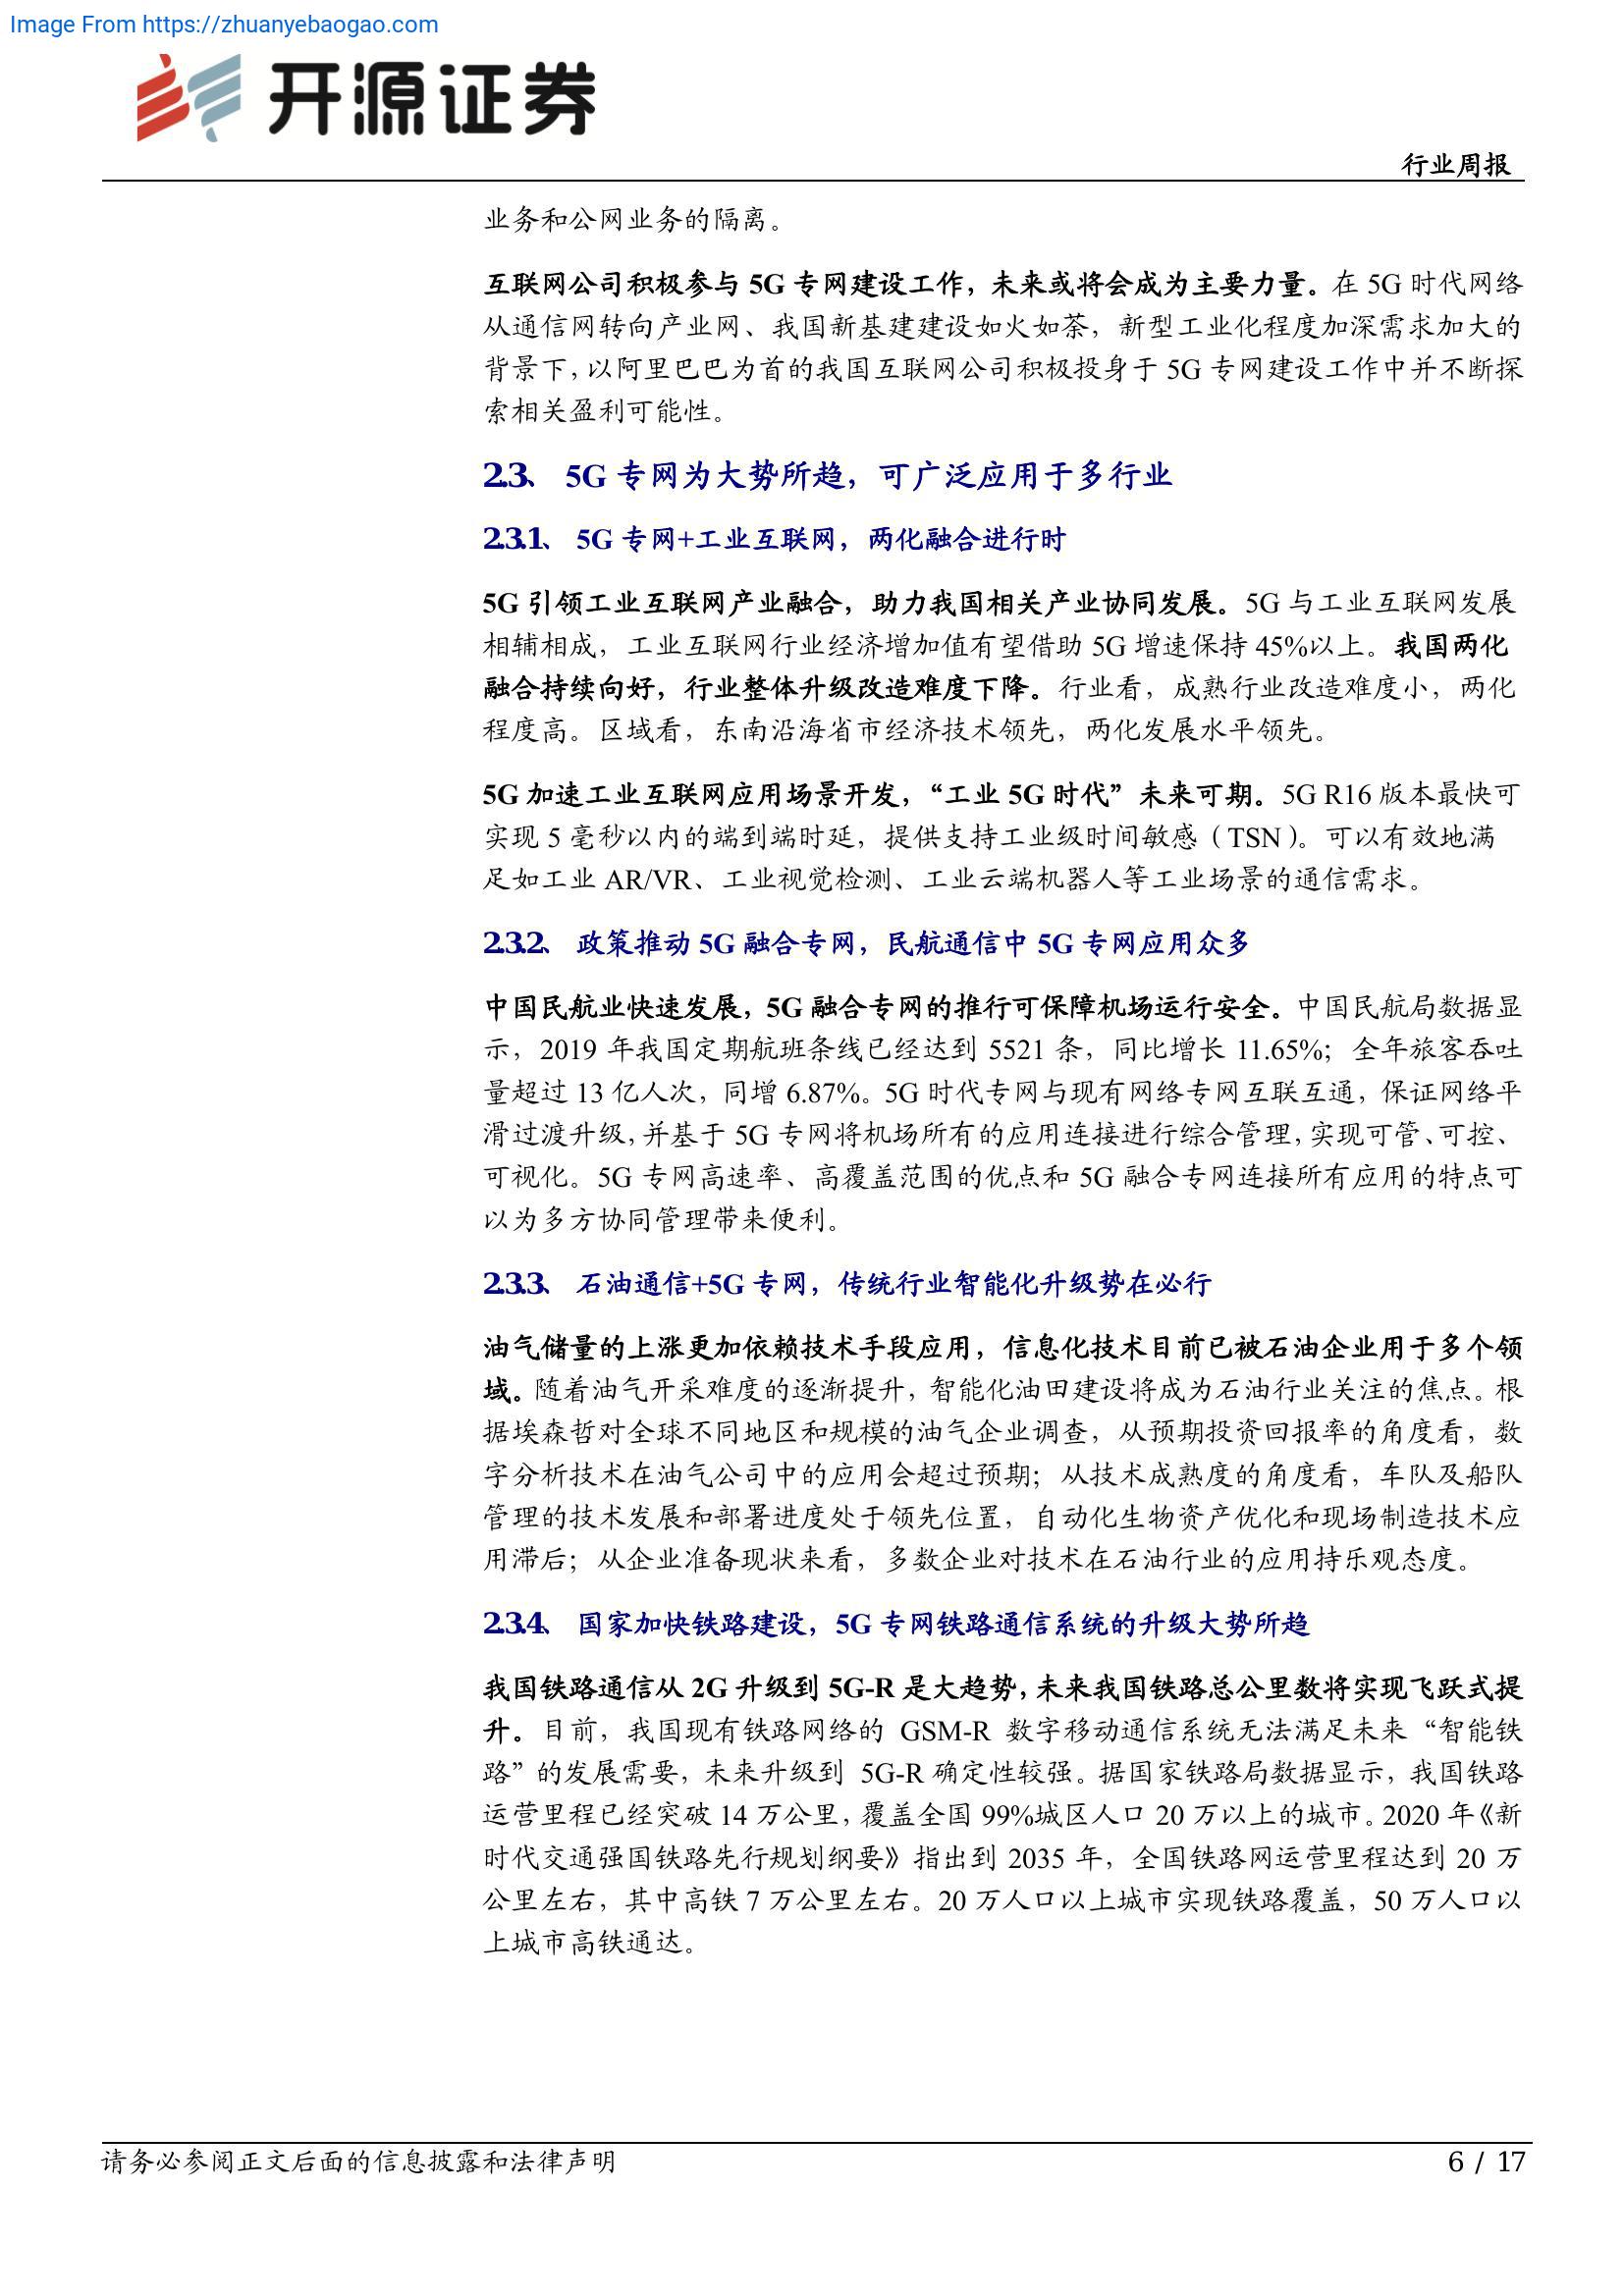 Image From https://zhuanyebaogao.com
开源证券
行业周报
业务和公网业务的隔离。
互联网公司积极参与 5G 专网建设工作，未来或将会成为主要力量。在 5G 时代网络
从通信网转向产业网、我国新基建建设如火如荼，新型工业化程度加深需求加大的
背景下，以阿里巴巴为首的我国互联网公司积极投身于 5G 专网建设工作中并不断探
索相关盈利可能性。
2.3、 5G 专网为大势所趋，可广泛应用于多行业
2.3.1、 5G 专网+工业互联网，两化融合进行时
5G 引领工业互联网产业融合，助力我国相关产业协同发展。5G 与工业互联网发展
相辅相成，工业互联网行业经济增加值有望借助 5G 增速保持 45%以上。我国两化
融合持续向好，行业整体升级改造难度下降。行业看，成熟行业改造难度小，两化
程度高。区域看，东南沿海省市经济技术领先，两化发展水平领先。
5G 加速工业互联网应用场景开发，“工业 5G 时代”未来可期。5G R16 版本最快可
实现 5 毫秒以内的端到端时延，提供支持工业级时间敏感（TSN）。可以有效地满
足如工业 AR/VR、工业视觉检测、工业云端机器人等工业场景的通信需求。
2.3.2、 政策推动 5G 融合专网，民航通信中 5G 专网应用众多
中国民航业快速发展，5G 融合专网的推行可保障机场运行安全。中国民航局数据显
示，2019 年我国定期航班条线已经达到 5521 条，同比增长 11.65%；全年旅客吞吐
量超过 13 亿人次，同增 6.87%。5G 时代专网与现有网络专网互联互通，保证网络平
滑过渡升级，并基于 5G 专网将机场所有的应用连接进行综合管理，实现可管、可控、
可视化。5G 专网高速率、高覆盖范围的优点和 5G 融合专网连接所有应用的特点可
以为多方协同管理带来便利。
2.3.3、 石油通信+5G 专网，传统行业智能化升级势在必行
油气储量的上涨更加依赖技术手段应用，信息化技术目前已被石油企业用于多个领
域。随着油气开采难度的逐渐提升，智能化油田建设将成为石油行业关注的焦点。根
据埃森哲对全球不同地区和规模的油气企业调查，从预期投资回报率的角度看，数
字分析技术在油气公司中的应用会超过预期；从技术成熟度的角度看，车队及船队
管理的技术发展和部署进度处于领先位置，自动化生物资产优化和现场制造技术应
用滞后；从企业准备现状来看，多数企业对技术在石油行业的应用持乐观态度。
2.3.4、 国家加快铁路建设，5G 专网铁路通信系统的升级大势所趋
我国铁路通信从 2G 升级到 5G-R 是大趋势，未来我国铁路总公里数将实现飞跃式提
升。目前，我国现有铁路网络的 GSM-R 数字移动通信系统无法满足未来“智能铁
路”的发展需要，未来升级到 5G-R 确定性较强。据国家铁路局数据显示，我国铁路
运营里程已经突破 14 万公里，覆盖全国 99%城区人口 20 万以上的城市。2020 年《新
时代交通强国铁路先行规划纲要》指出到 2035 年，全国铁路网运营里程达到 20 万
公里左右，其中高铁 7 万公里左右。20 万人口以上城市实现铁路覆盖，50 万人口以
上城市高铁通达。
请务必参阅正文后面的信息披露和法律声明
6 / 17